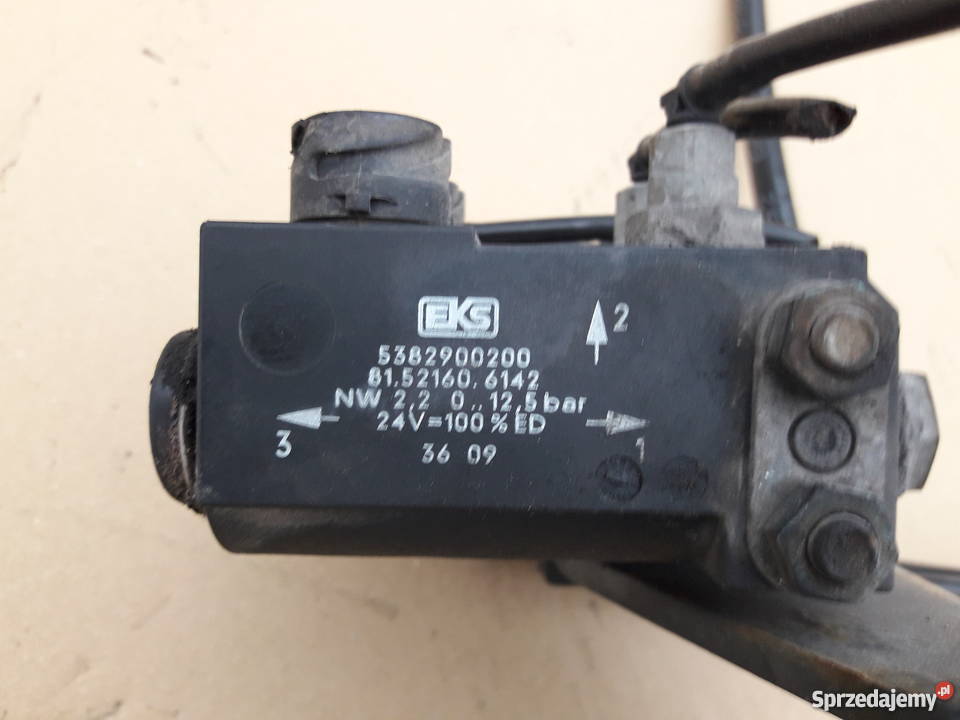 EKS
5382900200
81.52160.6142
NW 2,2 0..12,5 bar
24V=100%ED
36 09
2
3
1
Sprzedajemy.pl